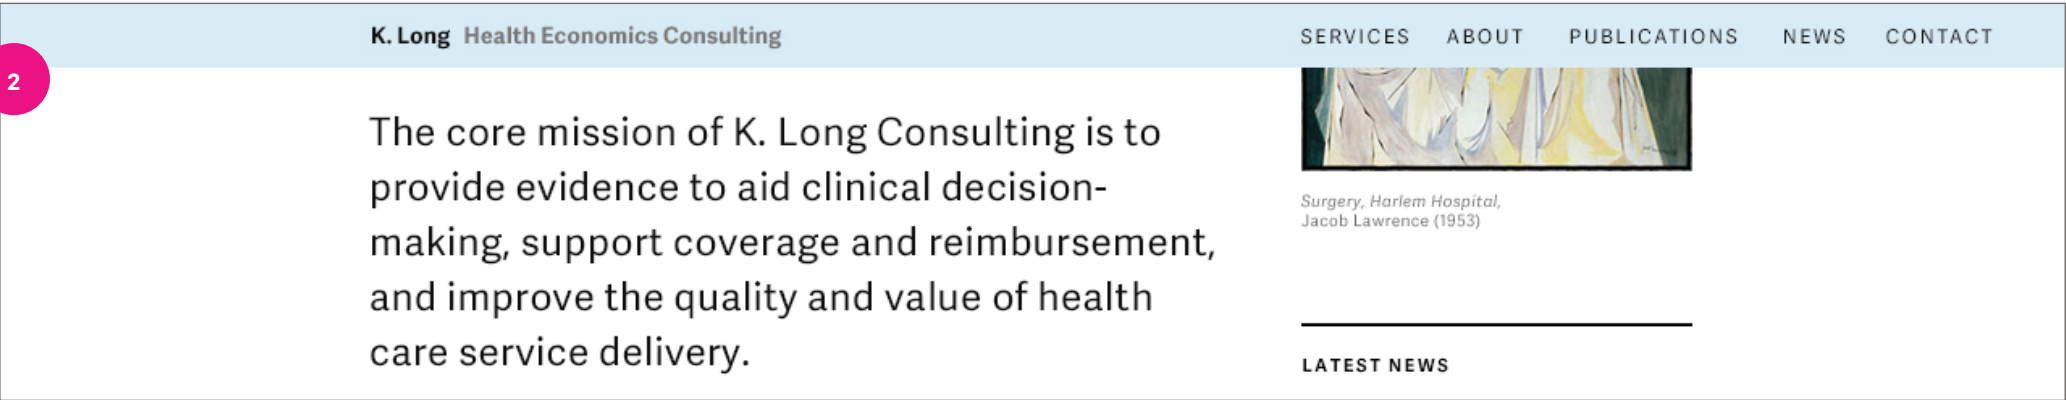 K. Long Health Economics Consulting
SERVICES ABOUT PUBLICATIONS NEWS CONTACT
2
The core mission of K. Long Consulting is to
provide evidence to aid clinical decision-
making, support coverage and reimbursement,
and improve the quality and value of health
care service delivery.
Surgery, Harlem Hospital,
Jacob Lawrence (1953)
LATEST NEWS